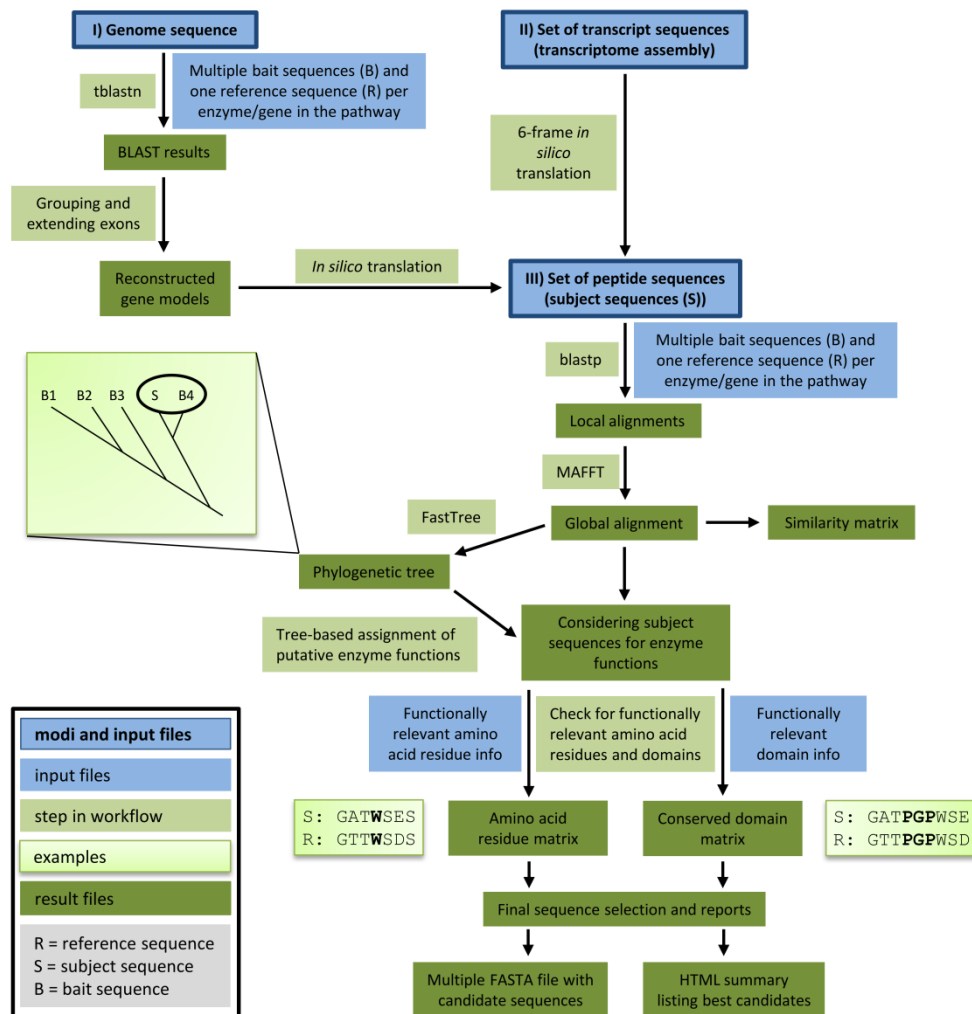 I) Genome sequence
II) Set of transcript sequences
(transcriptome assembly)
tblastn
Multiple bait sequences (B) and
one reference sequence (R) per
enzyme/gene in the pathway
BLAST results
6-frame in
silico
translation
Grouping and
extending exons
Reconstructed
gene models
In silico translation
III) Set of peptide sequences
(subject sequences (S))
blastp
Multiple bait sequences (B) and
one reference sequence (R) per
enzyme/gene in the pathway
B1 B2 B3 S B4
Local alignments
MAFFT
FastTree
Global alignment
Similarity matrix
Phylogenetic tree
Tree-based assignment of
putative enzyme functions
Considering subject
sequences for enzyme
functions
Functionally
relevant amino
acid residue info
Check for functionally
relevant amino acid
residues and domains
Functionally
relevant
domain info
S: GATWSES
R: GTTWSDS
Amino acid
residue matrix
Conserved domain
matrix
S: GATPGPWSE
R: GTTPGPWSD
Final sequence selection and reports
Multiple FASTA file with
candidate sequences
HTML summary
listing best candidates
modi and input files
input files
step in workflow
examples
result files
R = reference sequence
S = subject sequence
B = bait sequence